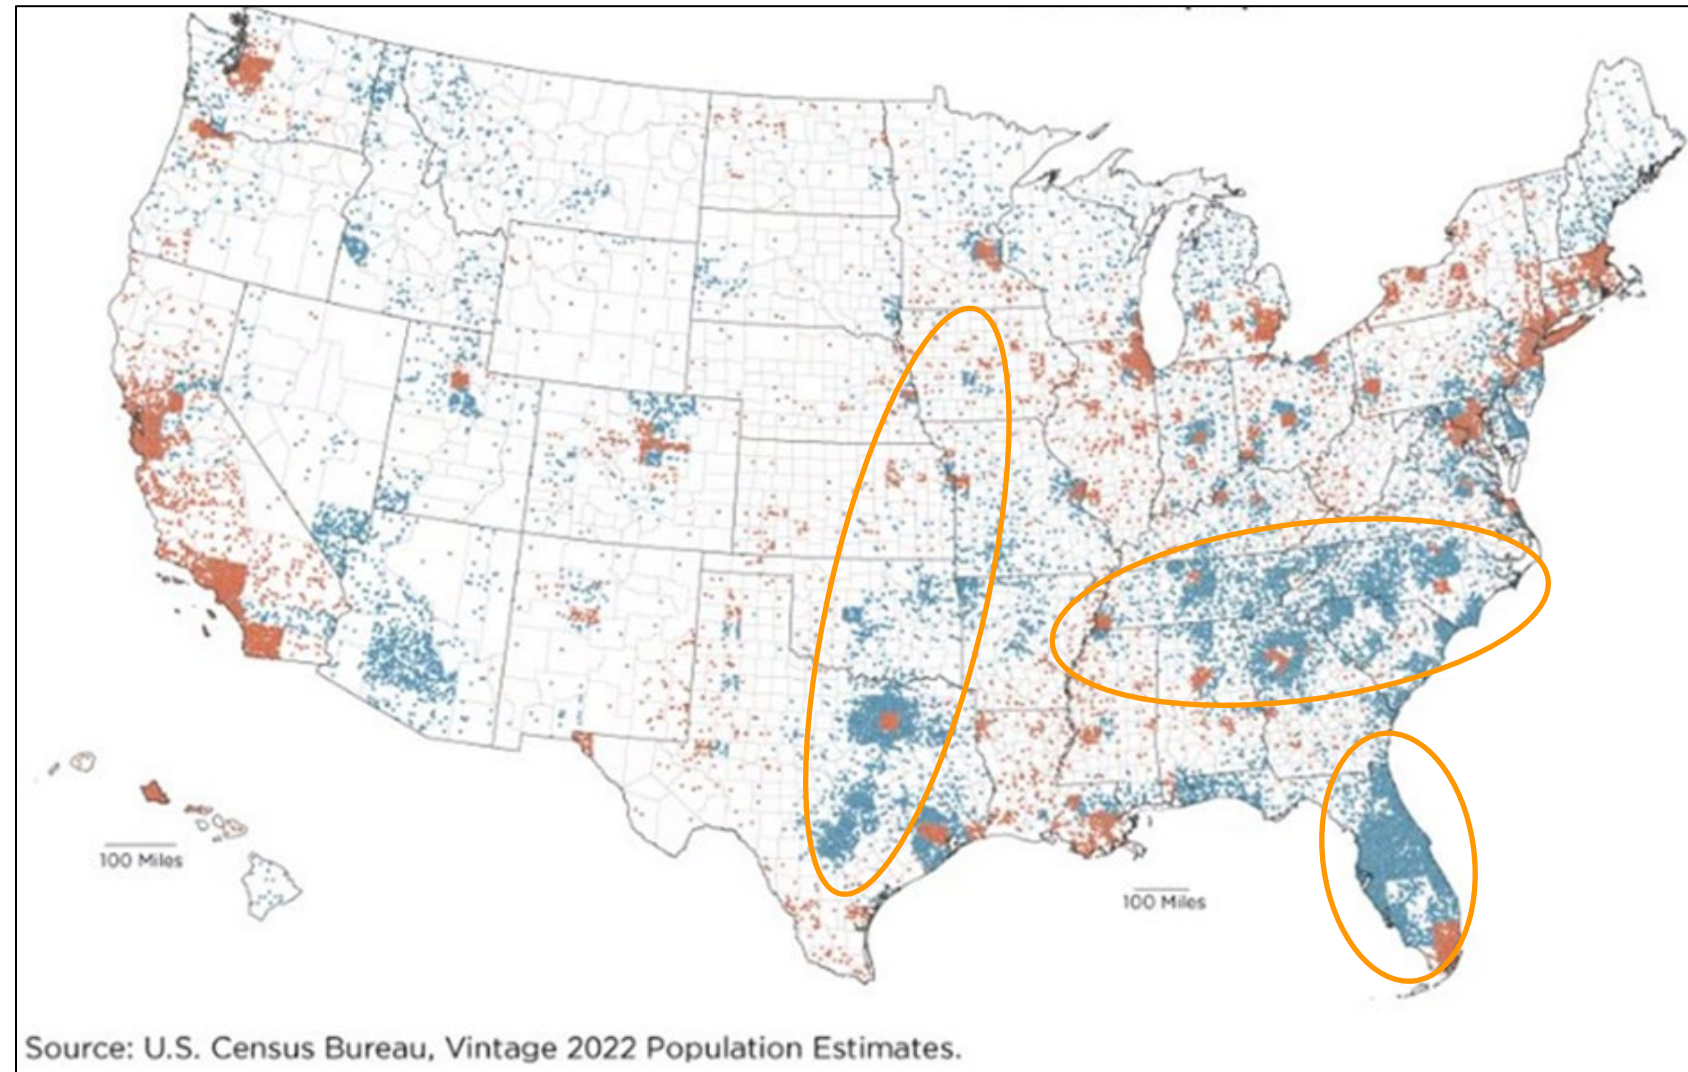 100 Miles
100 Miles
Source: U.S. Census Bureau, Vintage 2022 Population Estimates.